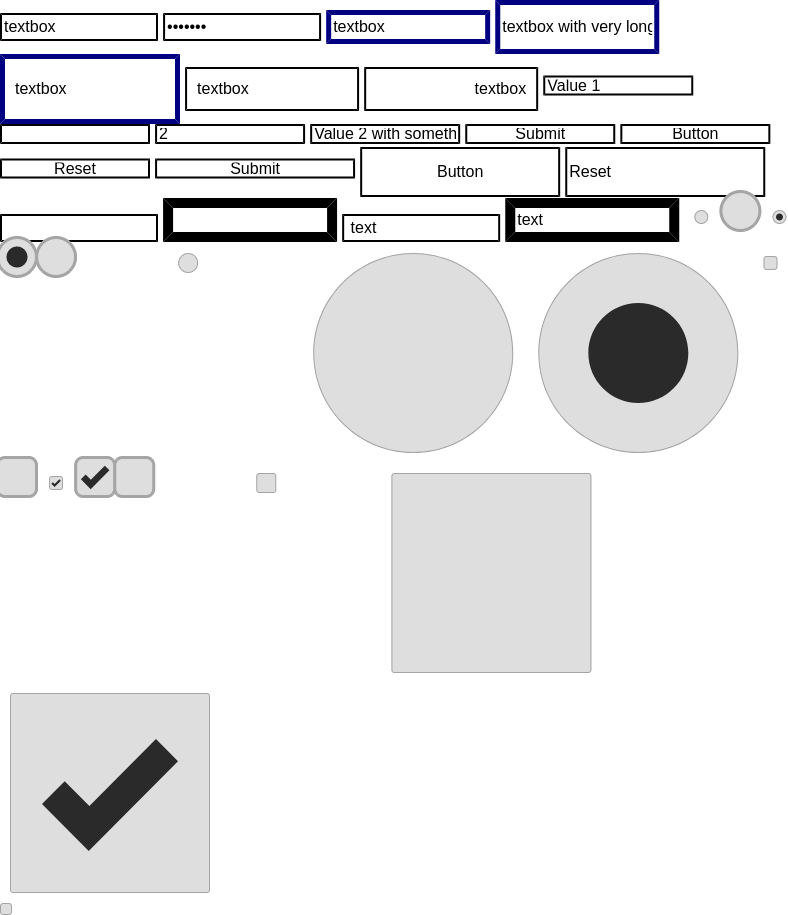 textbox ••••••• textbox textbox with very long
textbox textbox textbox Value 1
2 Value 2 with someth Submit Button
Reset Submit Button Reset
text text